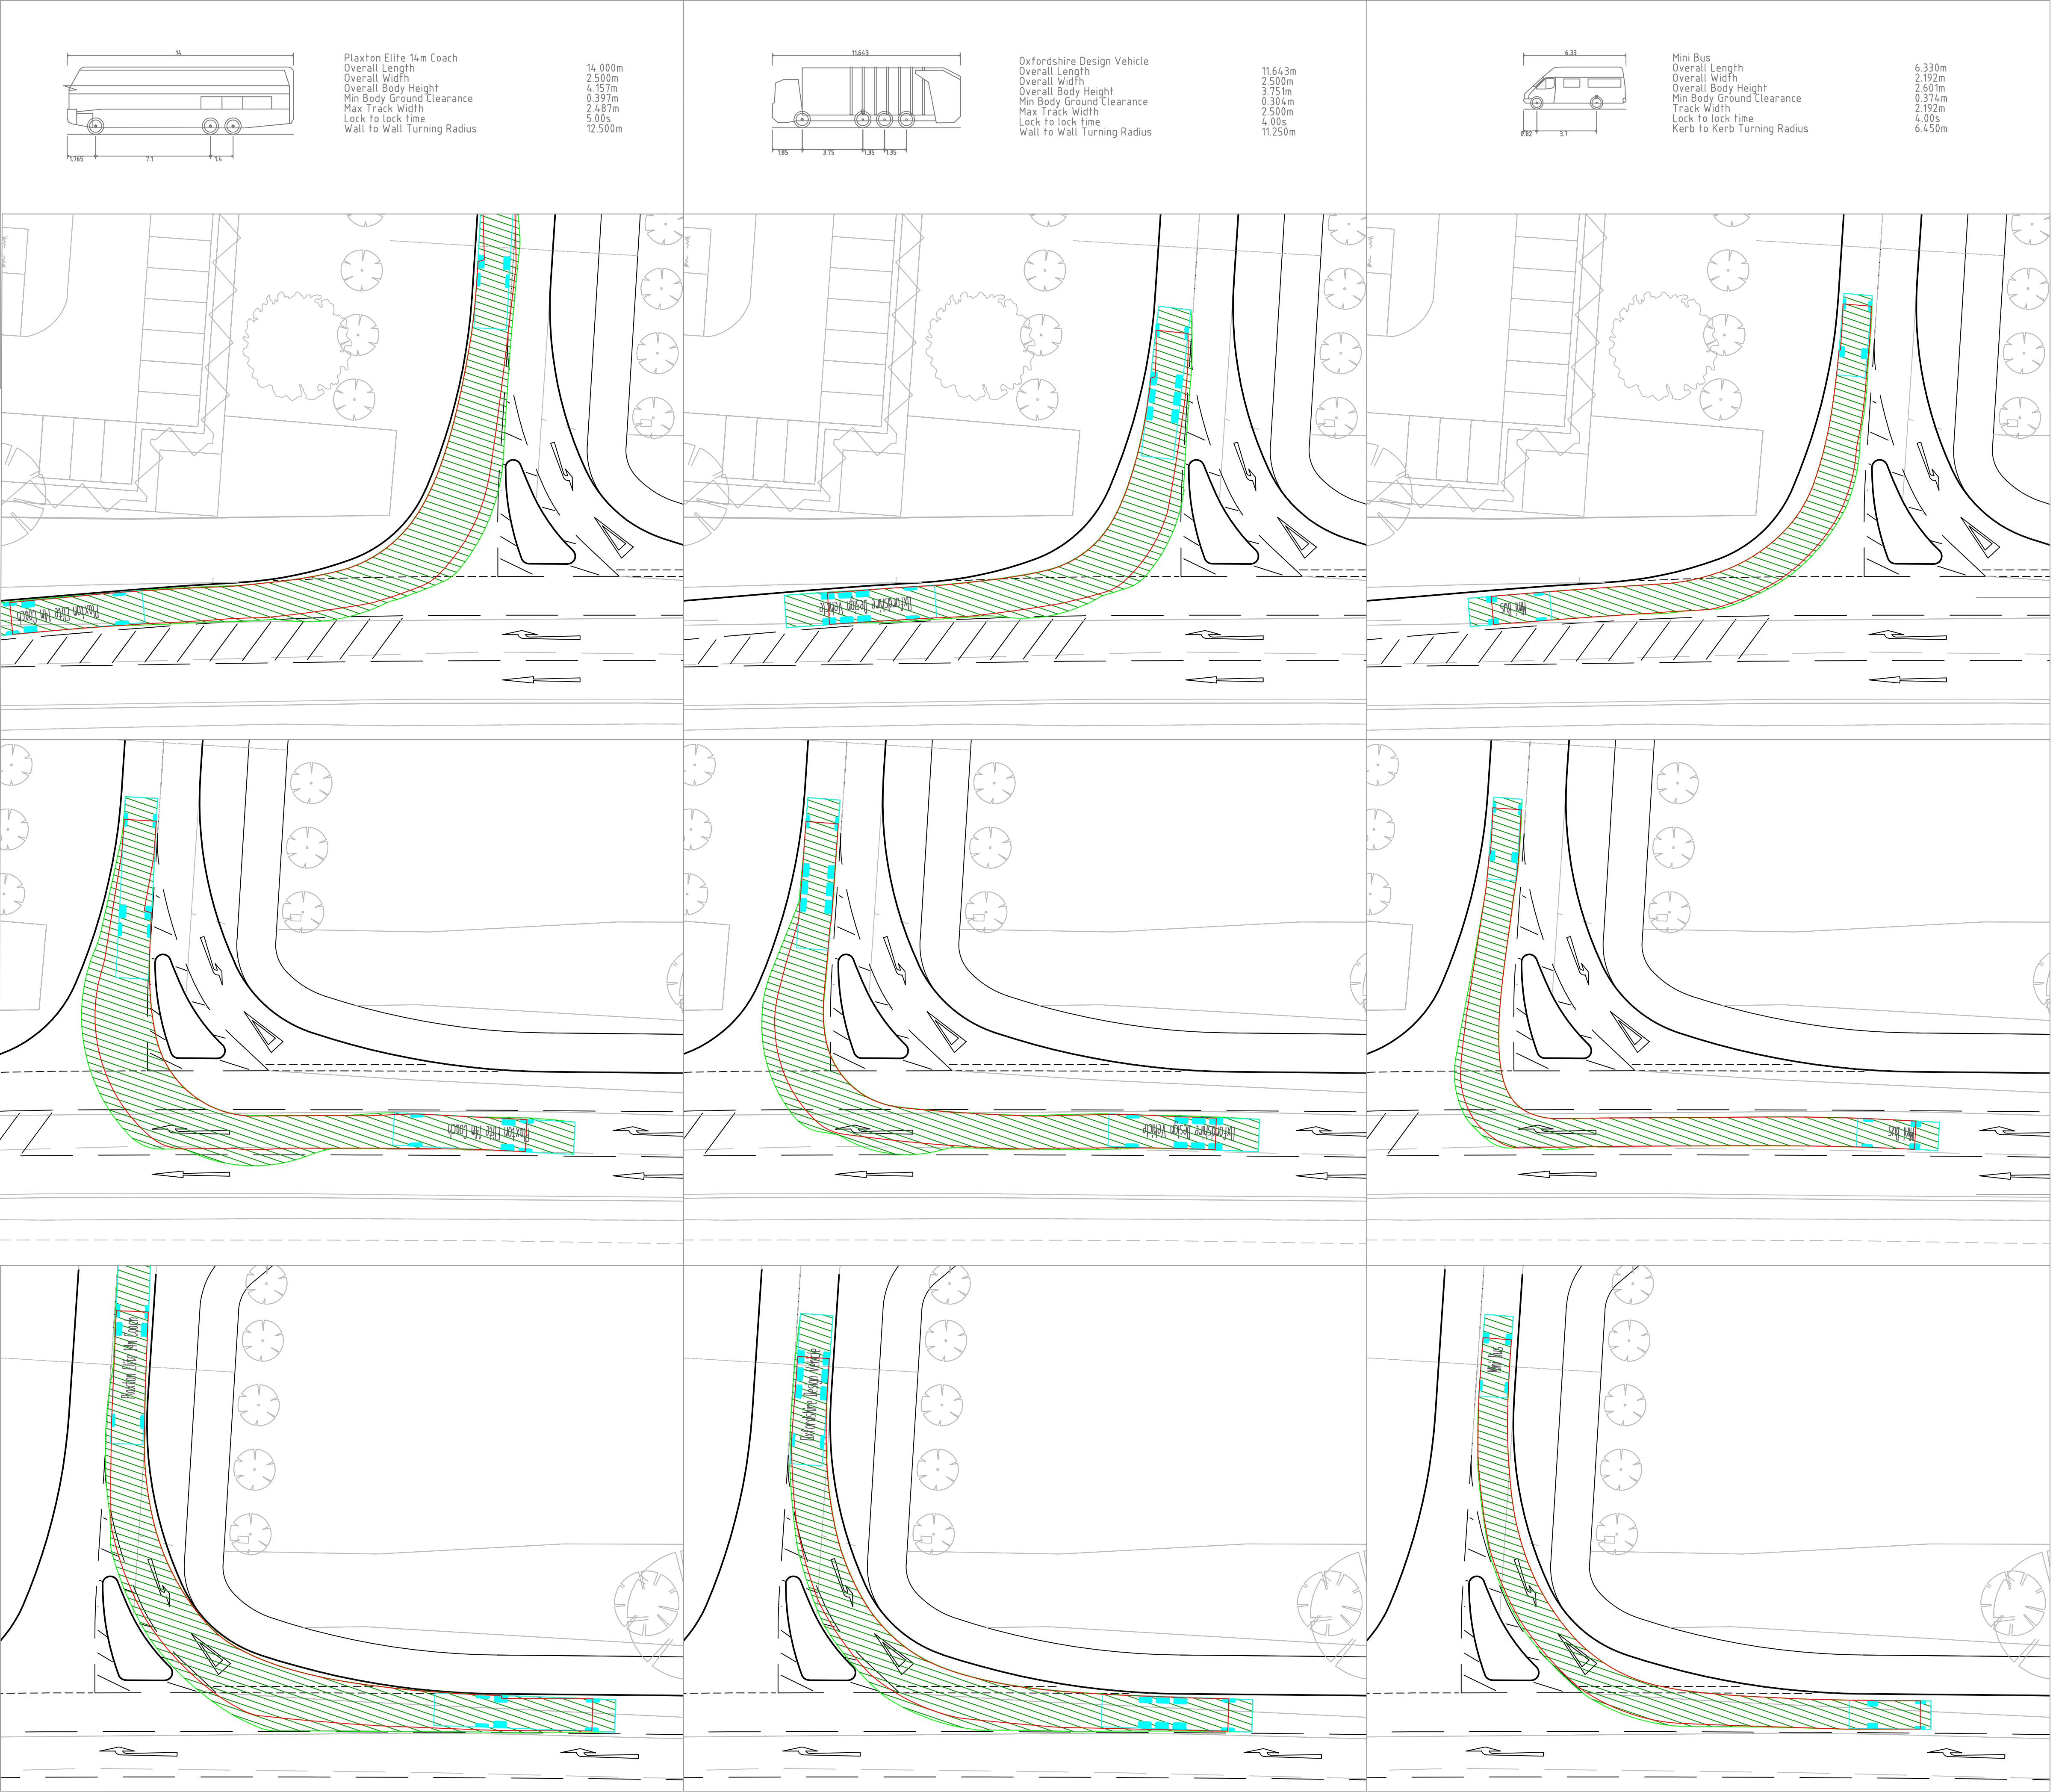 14
1.765
7.1
1.4
Plaxton Elite 14m Coach
Overall Length 14.000m
Overall Width 2.500m
Overall Body Height 4.157m
Min Body Ground Clearance 0.397m
Max Track Width 2.487m
Lock to lock time 5.00s
Wall to Wall Turning Radius 12.500m
11.643
1.85
3.75
1.35
1.35
Oxfordshire Design Vehicle
Overall Length 11.643m
Overall Width 2.500m
Overall Body Height 3.751m
Min Body Ground Clearance 0.304m
Max Track Width 2.500m
Lock to lock time 4.00s
Wall to Wall Turning Radius 11.250m
6.33
0.82
3.7
Mini Bus
Overall Length 6.330m
Overall Width 2.192m
Overall Body Height 2.601m
Min Body Ground Clearance 0.374m
Track Width 2.192m
Lock to lock time 4.00s
Kerb to Kerb Turning Radius 6.450m
Plaxton Elite 14m Coach
Oxfordshire Design Vehicle
Mini Bus
Plaxton Elite 14m Coach
Oxfordshire Design Vehicle
Mini Bus
Plaxton Elite 14m Coach
Oxfordshire Design Vehicle
Mini Bus